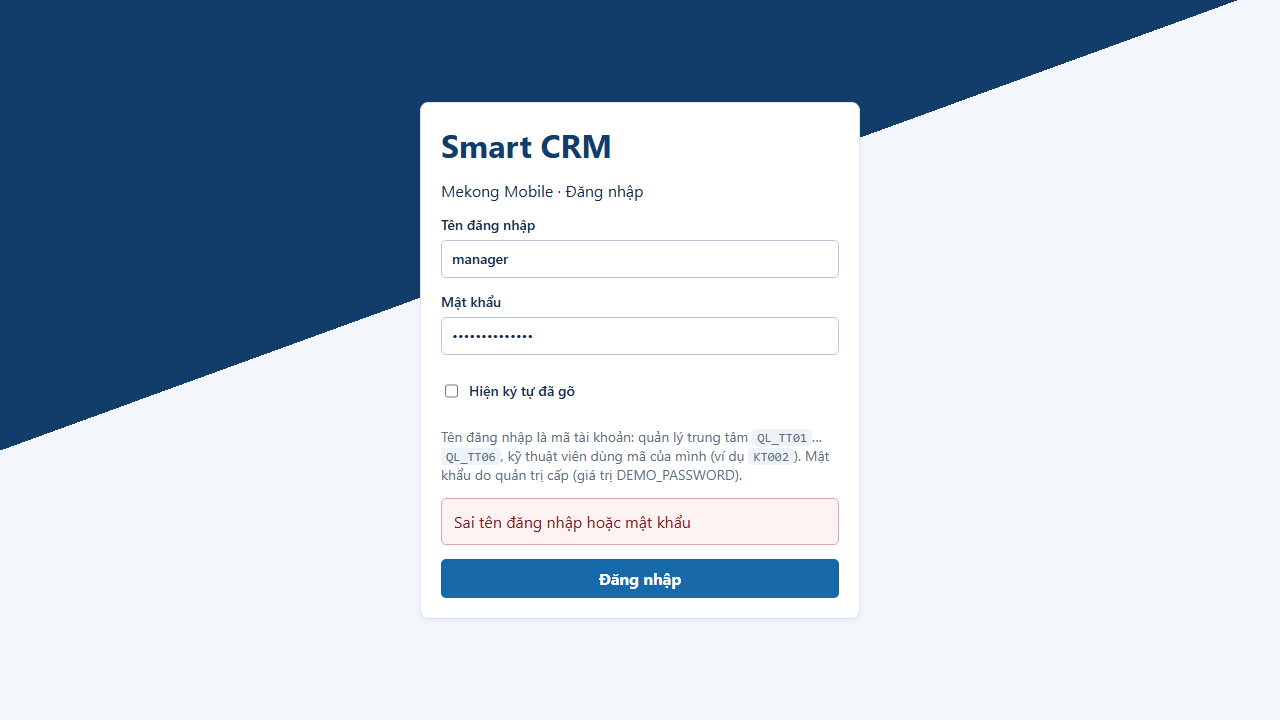 Smart CRM
Mekong Mobile · Đăng nhập
Tên đăng nhập
manager
Mật khẩu
••••••••••••••
Hiện ký tự đã gõ
Tên đăng nhập là mã tài khoản: quản lý trung tâm QL_TT01…
QL_TT06, kỹ thuật viên dùng mã của mình (ví dụ KT002). Mật
khẩu do quản trị cấp (giá trị DEMO_PASSWORD).
Sai tên đăng nhập hoặc mật khẩu
Đăng nhập